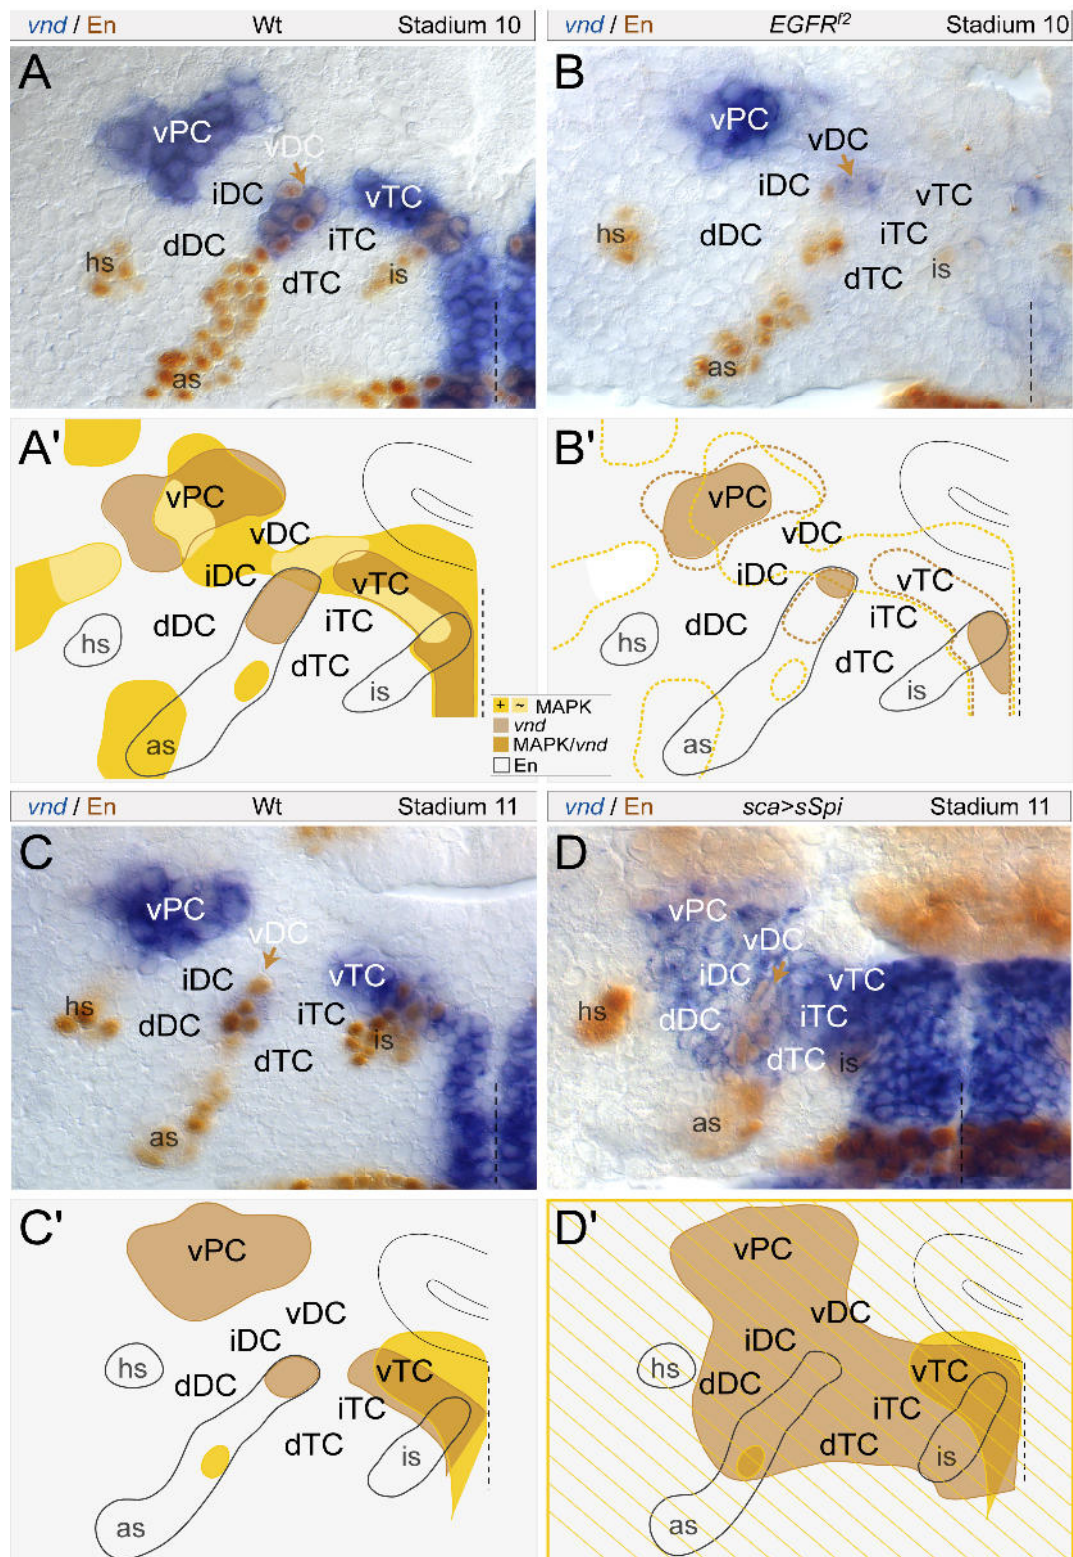 vnd / En Wt Stadium 10
vnd / En EGFRf2 Stadium 10
A
vPC
vDC
iDC
vTC
dDC
iTC
hs
dTC
is
as
B
vPC
vDC
iDC
vTC
hs
dDC
iTC
is
dTC
as
A'
vPC
vDC
iDC
vTC
dDC
iTC
hs
dTC
is
as
B'
vPC
vDC
iDC
vTC
dDC
iTC
hs
dTC
is
as
+ ~ MAPK
vnd
MAPK/vnd
En
vnd / En Wt Stadium 11
vnd / En sca>sSpi Stadium 11
C
vPC
vDC
iDC
vTC
hs
dDC
iTC
is
dTC
as
D
vPC
vDC
iDC
vTC
hs
dDC
iTC
dTC
is
as
C'
vPC
vDC
iDC
hs
dDC
vTC
iTC
dTC
is
as
D'
vPC
vDC
iDC
hs
dDC
vTC
iTC
dTC
is
as